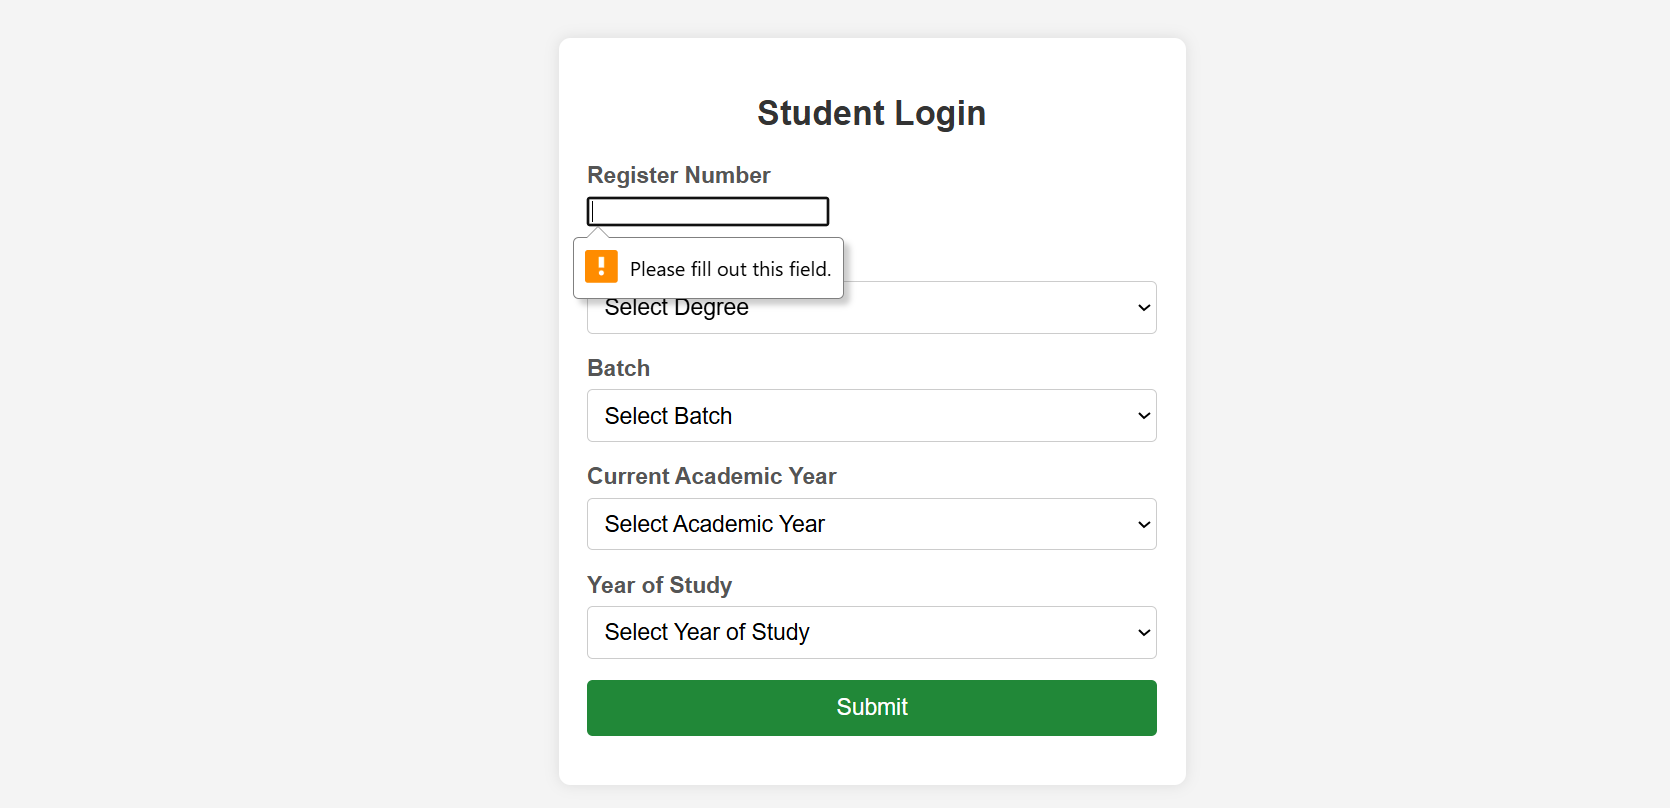 Student Login
Register Number
Please fill out this field.
Select Degree
Batch
Select Batch
Current Academic Year
Select Academic Year
Year of Study
Select Year of Study
Submit